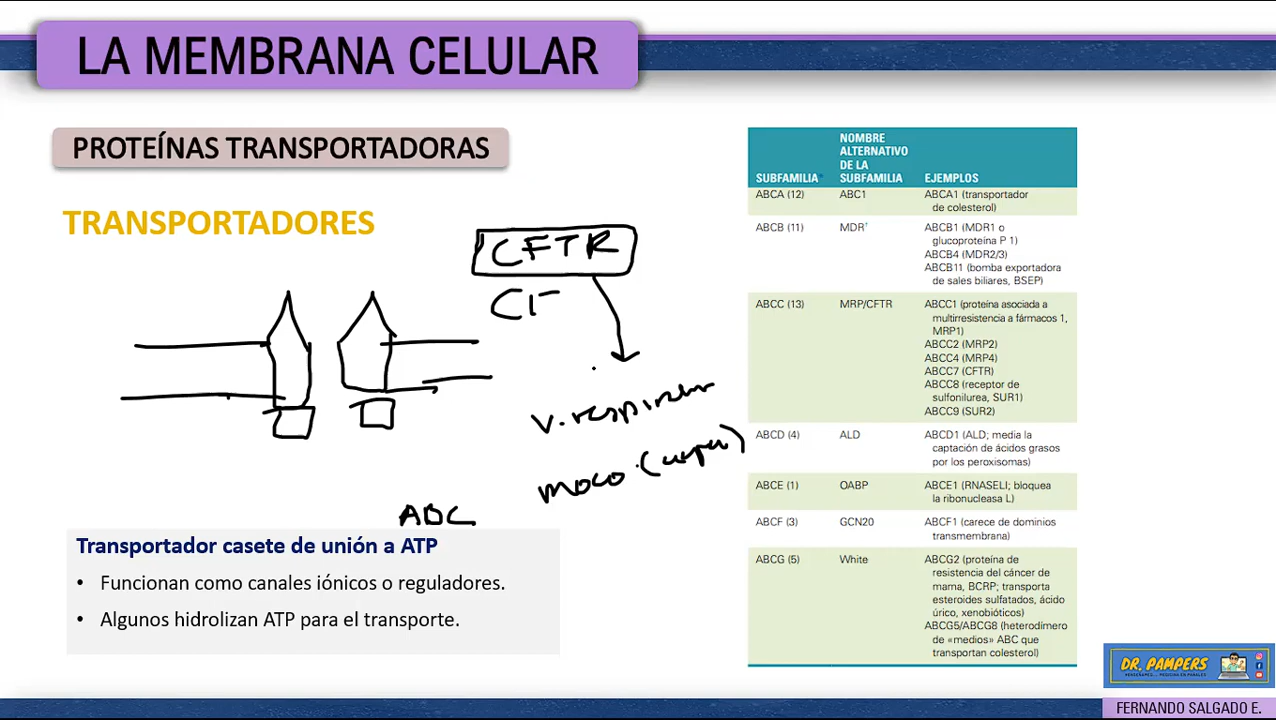 LA MEMBRANA CELULAR
PROTEÍNAS TRANSPORTADORAS
TRANSPORTADORES
CFTR
Cl-
V. respirator
moco
ABC
Transportador casete de unión a ATP
• Funcionan como canales iónicos o reguladores.
• Algunos hidrolizan ATP para el transporte.
SUBFAMILIA* NOMBRE ALTERNATIVO DE LA SUBFAMILIA EJEMPLOS
ABCA (12) ABC1 ABCA1 (transportador
de colesterol)
ABCB (11) MDR† ABCB1 (MDR1 o
glucoproteína P 1)
ABCB4 (MDR2/3)
ABCB11 (bomba exportadora
de sales biliares, BSEP)
ABCC (13) MRP/CFTR ABCC1 (proteína asociada a
multirresistencia a fármacos 1,
MRP1)
ABCC2 (MRP2)
ABCC4 (MRP4)
ABCC7 (CFTR)
ABCC8 (receptor de
sulfonilurea, SUR1)
ABCC9 (SUR2)
ABCD (4) ALD ABCD1 (ALD; media la
captación de ácidos grasos
por los peroxisomas)
ABCE (1) OABP ABCE1 (RNASELI; bloquea
la ribonucleasa L)
ABCF (3) GCN20 ABCF1 (carece de dominios
transmembrana)
ABCG (5) White ABCG2 (proteína de
resistencia del cáncer de
mama, BCRP; transporta
esteroides sulfatados, ácido
úrico, xenobióticos)
ABCG5/ABCG8 (heterodímero
de «medios» ABC que
transportan colesterol)
DR. PAMPERS
FERNANDO SALGADO E.